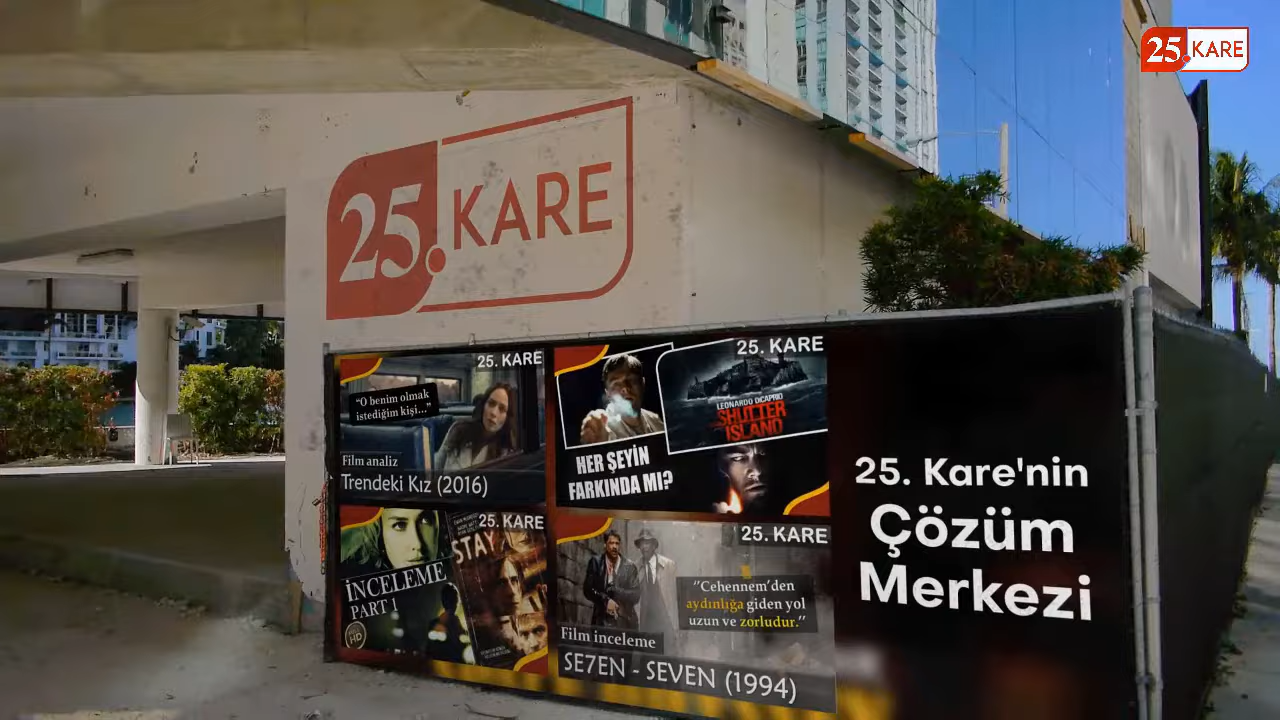 25.KARE
25.KARE
25. KARE
"O benim olmak
istediğim kişi..."
Film analiz
Trendeki Kız (2016)
25. KARE
LEONARDO DICAPRIO
SHUTTER
ISLAND
HER ŞEYİN
FARKINDA MI?
25. KARE
STAY
İNCELEME
PART 1
HD
25. KARE
"Cehennem'den
aydınlığa giden yol
uzun ve zorludur."
Film inceleme
SE7EN - SEVEN (1994)
25. Kare'nin
Çözüm
Merkezi